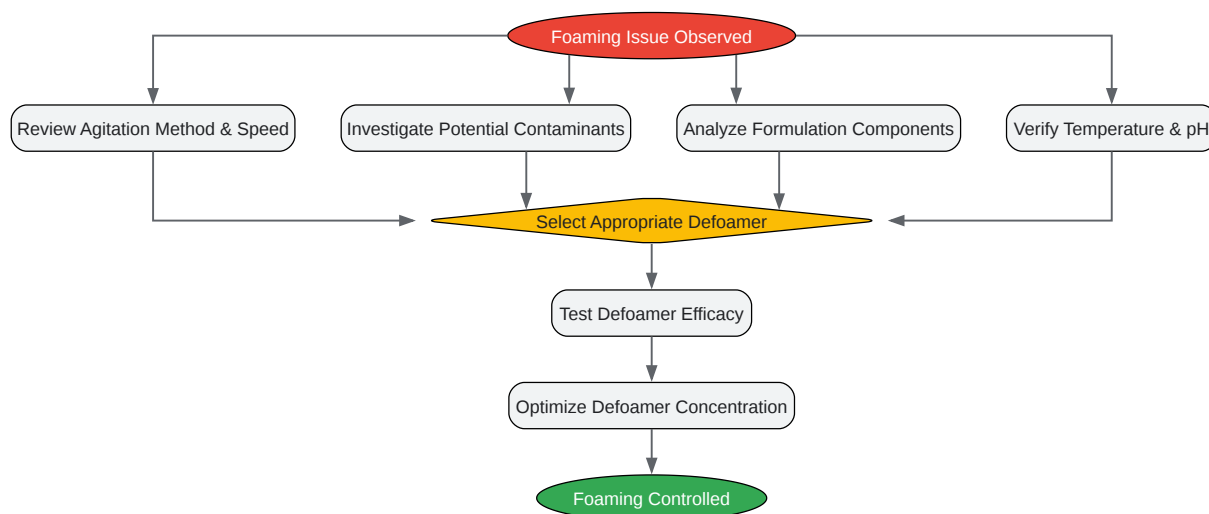 Foaming Issue Observed
Review Agitation Method & Speed
Investigate Potential Contaminants
Analyze Formulation Components
Verify Temperature & pH
Select Appropriate Defoamer
Test Defoamer Efficacy
Optimize Defoamer Concentration
Foaming Controlled